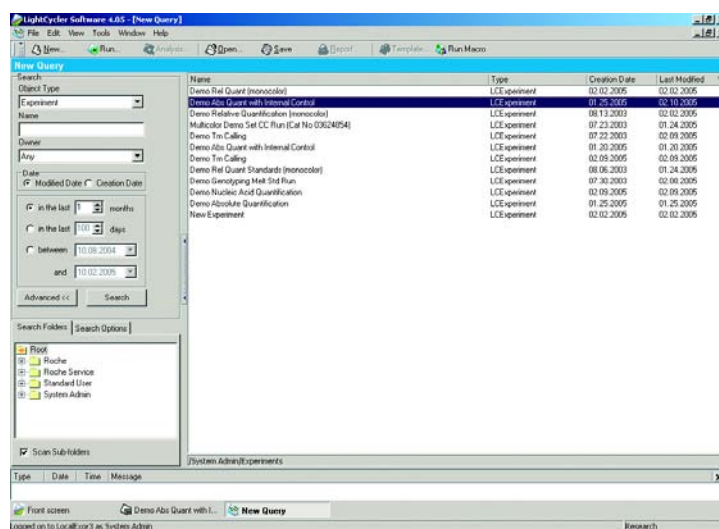 LightCycler Software 4.05 - [New Query]
File Edit View Tools Window Help
New... Run... Analysis... Open... Save Report... Template... Run Macro
New Query
Search
Object Type
Experiment
Name
Owner
Any
Date
Modified Date Creation Date
in the last 1 months
in the last 100 days
between 10.08.2004
and 10.02.2005
Advanced << Search
Search Folders Search Options
Root
Roche
Roche Service
Standard User
System Admin
Scan Sub-folders
Name Type Creation Date Last Modified
Demo Rel Quant (monocolor) LCExperiment 02.02.2005 02.02.2005
Demo Abs Quant with Internal Control LCExperiment 01.25.2005 02.10.2005
Demo Relative Quantification (monocolor) LCExperiment 08.13.2003 02.02.2005
Multicolor Demo Set CC Run (Cat No 03624854) LCExperiment 07.23.2003 01.24.2005
Demo Tm Calling LCExperiment 07.22.2003 02.09.2005
Demo Abs Quant with Internal Control LCExperiment 01.20.2005 01.20.2005
Demo Tm Calling LCExperiment 02.09.2005 02.09.2005
Demo Rel Quant Standards (monocolor) LCExperiment 08.06.2003 01.24.2005
Demo Genotyping Melt Std Run LCExperiment 07.30.2003 02.08.2005
Demo Nucleic Acid Quantification LCExperiment 02.09.2005 02.09.2005
Demo Absolute Quantification LCExperiment 01.25.2005 01.25.2005
New Experiment LCExperiment 02.02.2005 02.02.2005
/System Admin/Experiments
Type Date Time Message
Front screen Demo Abs Quant with I... New Query
Logged on to as System Admin Research